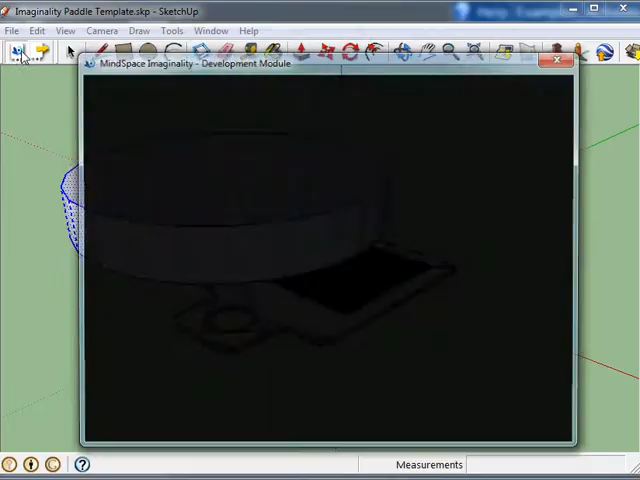 Imaginality Paddle Template.skp - SketchUp
File Edit View Camera Draw Tools Window Help
MindSpace Imaginality - Development Module
Measurements